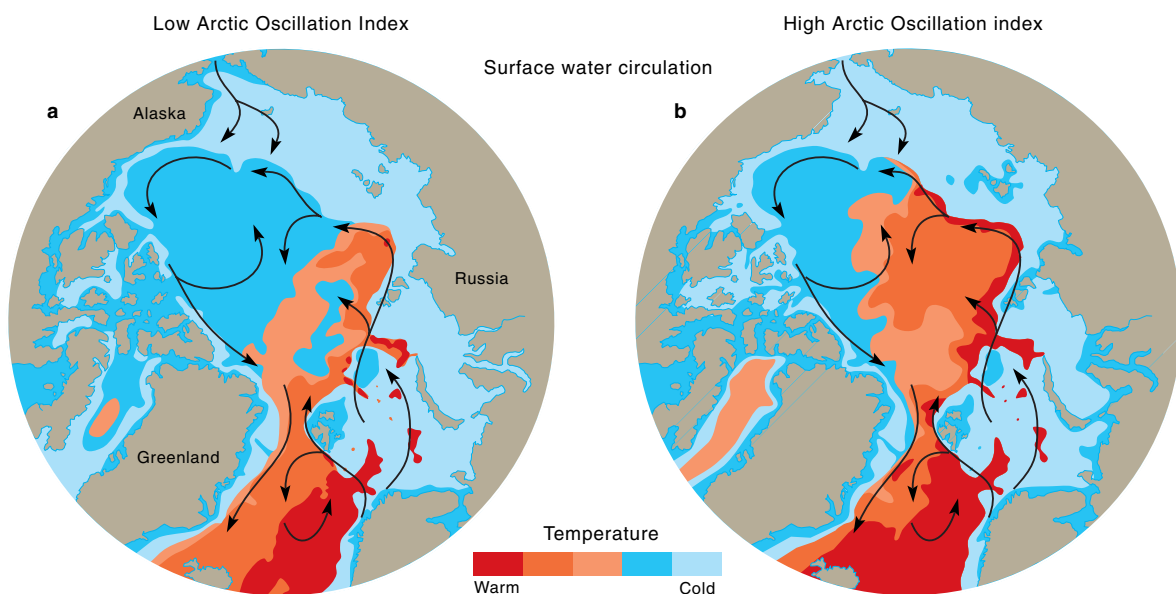 Low Arctic Oscillation Index
High Arctic Oscillation index
Surface water circulation
a
b
Alaska
Russia
Greenland
Temperature
Warm
Cold